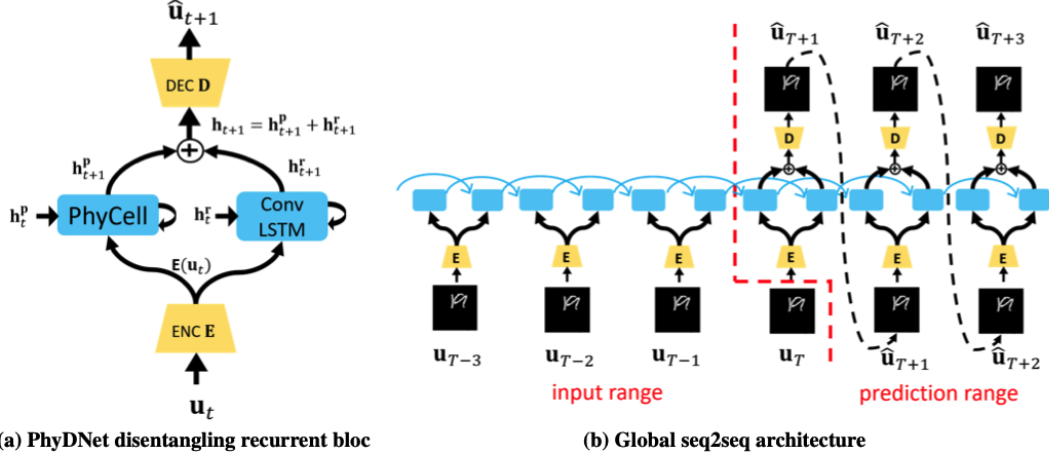 û_{t+1}
DEC D
h_{t+1} = h^p_{t+1} + h^r_{t+1}
+
h^p_{t+1}
h^r_{t+1}
h^p_t
PhyCell
h^r_t
Conv
LSTM
E(u_t)
ENC E
u_t
(a) PhyDNet disentangling recurrent bloc
û_{T+1} û_{T+2} û_{T+3}
D D D
+ + +
E E E E E E
u_{T−3} u_{T−2} u_{T−1} u_T û_{T+1} û_{T+2}
input range prediction range
(b) Global seq2seq architecture